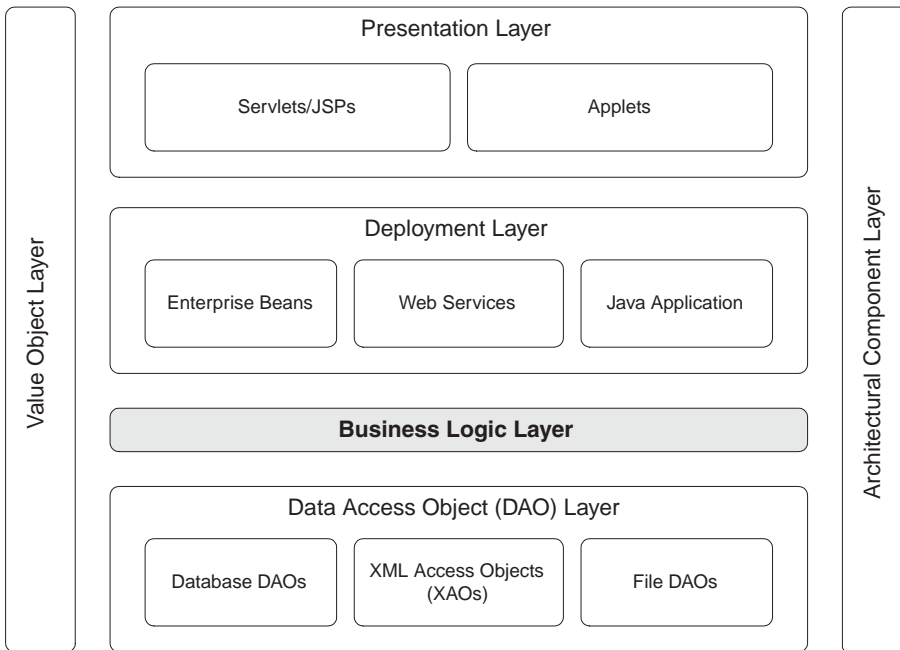 Value Object Layer
Presentation Layer
Servlets/JSPs
Applets
Deployment Layer
Enterprise Beans
Web Services
Java Application
Business Logic Layer
Data Access Object (DAO) Layer
Database DAOs
XML Access Objects
(XAOs)
File DAOs
Architectural Component Layer